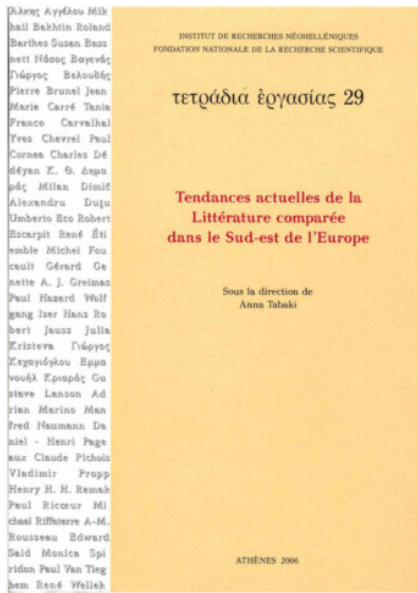 Άλκης Αγγέλου Mik
hail Bakhtin Roland
Barthes Susan Bass
nett Νάσος Βαγενάς
Γιώργος Βελουδής
Pierre Brunel Jean
Marie Carré Tania
Franco Carvalhal
Yves Chevrel Paul
Cornea Charles Dé
déyan Κ. Θ. Δημα
ράς Milan Dimić
Alexandru Duţu
Umberto Eco Robert
Escarpit René Éti
emble Michel Fou
cault Gérard Ge
nette A. J. Greimas
Paul Hazard Wolf
gang Iser Hans Ro
bert Jauss Julia
Kristeva Γιώργος
Κεχαγιόγλου Εμμα
νουήλ Κριαράς Gu
stave Lanson Ad
rian Marino Man
fred Naumann Da
niel - Henri Page
aux Claude Pichois
Vladimir Propp
Henry H. H. Remak
Paul Ricœur Mi
chael Riffaterre A-M.
Rousseau Edward
Said Monica Spi
ridon Paul Van Tieg
hem René Wellek
INSTITUT DE RECHERCHES NÉOHELLÉNIQUES
FONDATION NATIONALE DE LA RECHERCHE SCIENTIFIQUE
τετράδια ἐργασίας 29
Tendances actuelles de la
Littérature comparée
dans le Sud-est de l'Europe
Sous la direction de
Anna Tabaki
ATHÈNES 2006